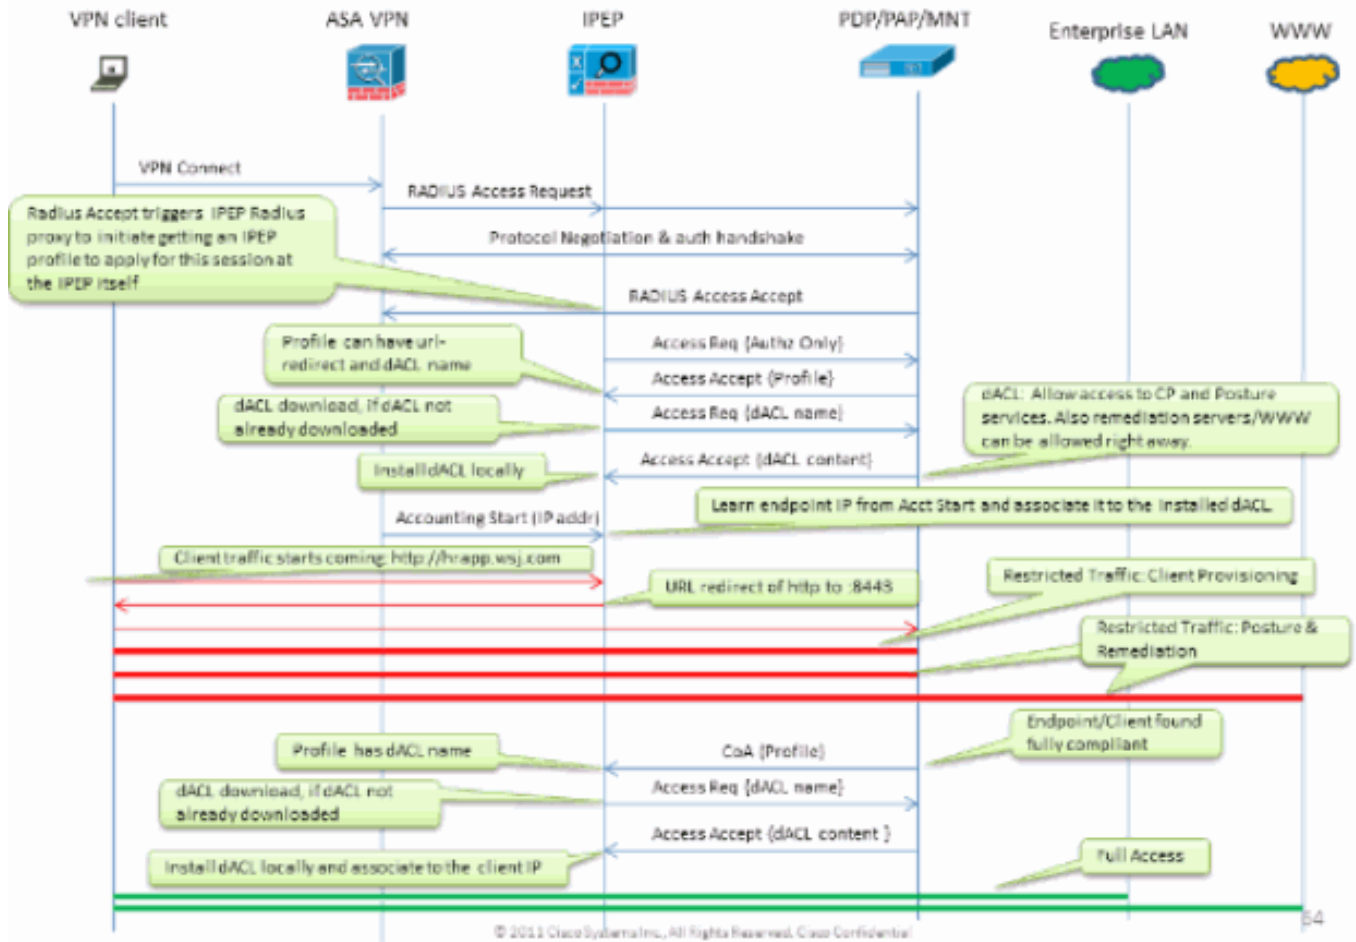 VPN client
ASA VPN
IPEP
PDP/PAP/MNT
Enterprise LAN
WWW
VPN Connect
RADIUS Access Request
Radius Accept triggers IPEP Radius
proxy to initiate getting an IPEP
profile to apply for this session at
the IPEP itself
Protocol Negotiation & auth handshake
RADIUS Access Accept
Profile can have url-
redirect and dACL name
Access Req {Authz Only}
Access Accept {Profile}
dACL download, if dACL not
already downloaded
Access Req {dACL name}
dACL: Allow access to CP and Posture
services. Also remediation servers/WWW
can be allowed right away.
Install dACL locally
Access Accept {dACL content}
Learn endpoint IP from Acct Start and associate it to the installed dACL.
Accounting Start (IP addr)
Client traffic starts coming: http://hrapp.wsj.com
URL redirect of http to :8443
Restricted Traffic: Client Provisioning
Restricted Traffic: Posture &
Remediation
Endpoint/Client found
fully compliant
Profile has dACL name
CoA {Profile}
dACL download, if dACL not
already downloaded
Access Req {dACL name}
Access Accept {dACL content }
Install dACL locally and associate to the client IP
Full Access
© 2011 Cisco Systems Inc., All Rights Reserved. Cisco Confidential
64